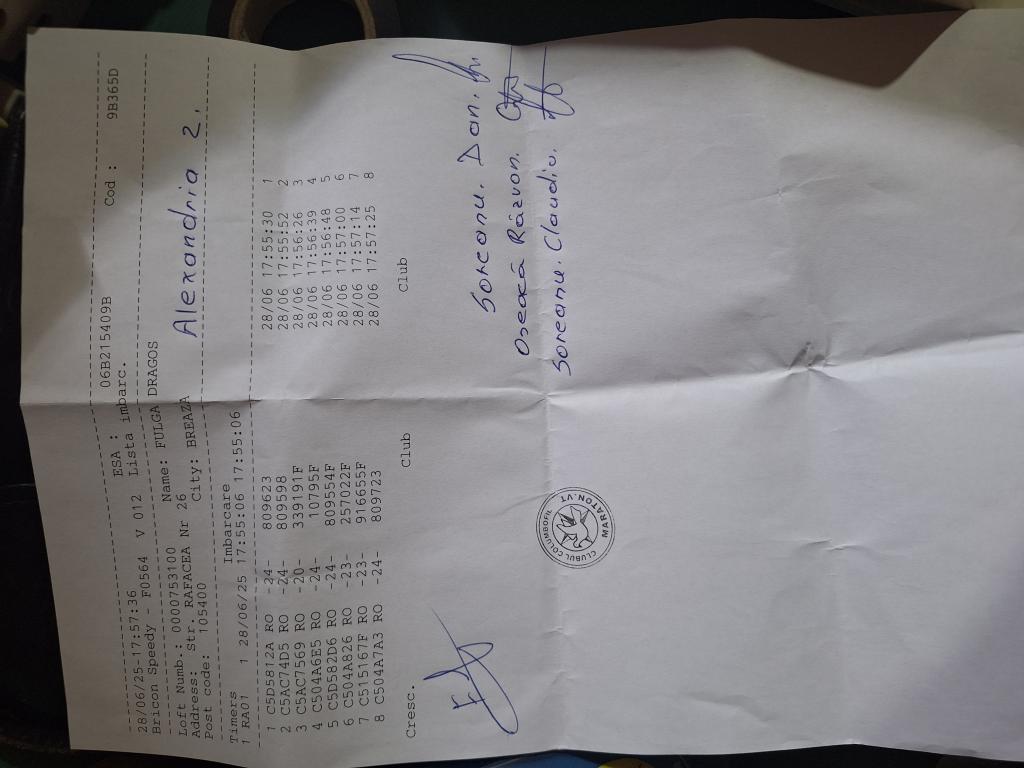 28/06/25-17:57:36 ESA : 06B215409B Cod : 9B365D
Bricon Speedy - F0564 V 012 Lista imbarc.
Loft Numb.: 0000753100 Name: FULGA DRAGOS
Address: Str. RAFACEA Nr 26
Post code: 105400 City: BREAZA
Alexandria 2.
Timers Imbarcare
1 RA01 1 28/06/25 17:55:06 17:55:06
1 C5D5812A RO -24- 809623 28/06 17:55:30 1
2 C5AC74D5 RO -24- 809598 28/06 17:55:52 2
3 C5AC7569 RO -20- 339191F 28/06 17:56:26 3
4 C504A6E5 RO -24- 10795F 28/06 17:56:39 4
5 C5D582D6 RO -24- 809554F 28/06 17:56:48 5
6 C504A826 RO -23- 257022F 28/06 17:57:00 6
7 C515167F RO -23- 916655F 28/06 17:57:14 7
8 C504A7A3 RO -24- 809723 28/06 17:57:25 8
Cresc. Club Club
Soreanu. Dan.
Răzvan.
Soreanu. Claudiu.
CLUBUL COLUMBOFIL
MARATON.VT